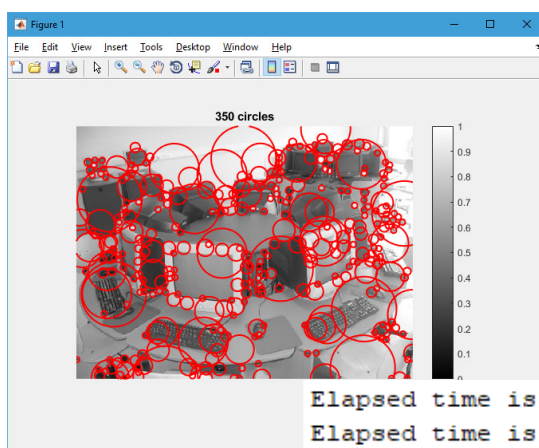 Figure 1
File Edit View Insert Tools Desktop Window Help
350 circles
1
0.9
0.8
0.7
0.6
0.5
0.4
0.3
0.2
0.1
0
Elapsed time is
Elapsed time is